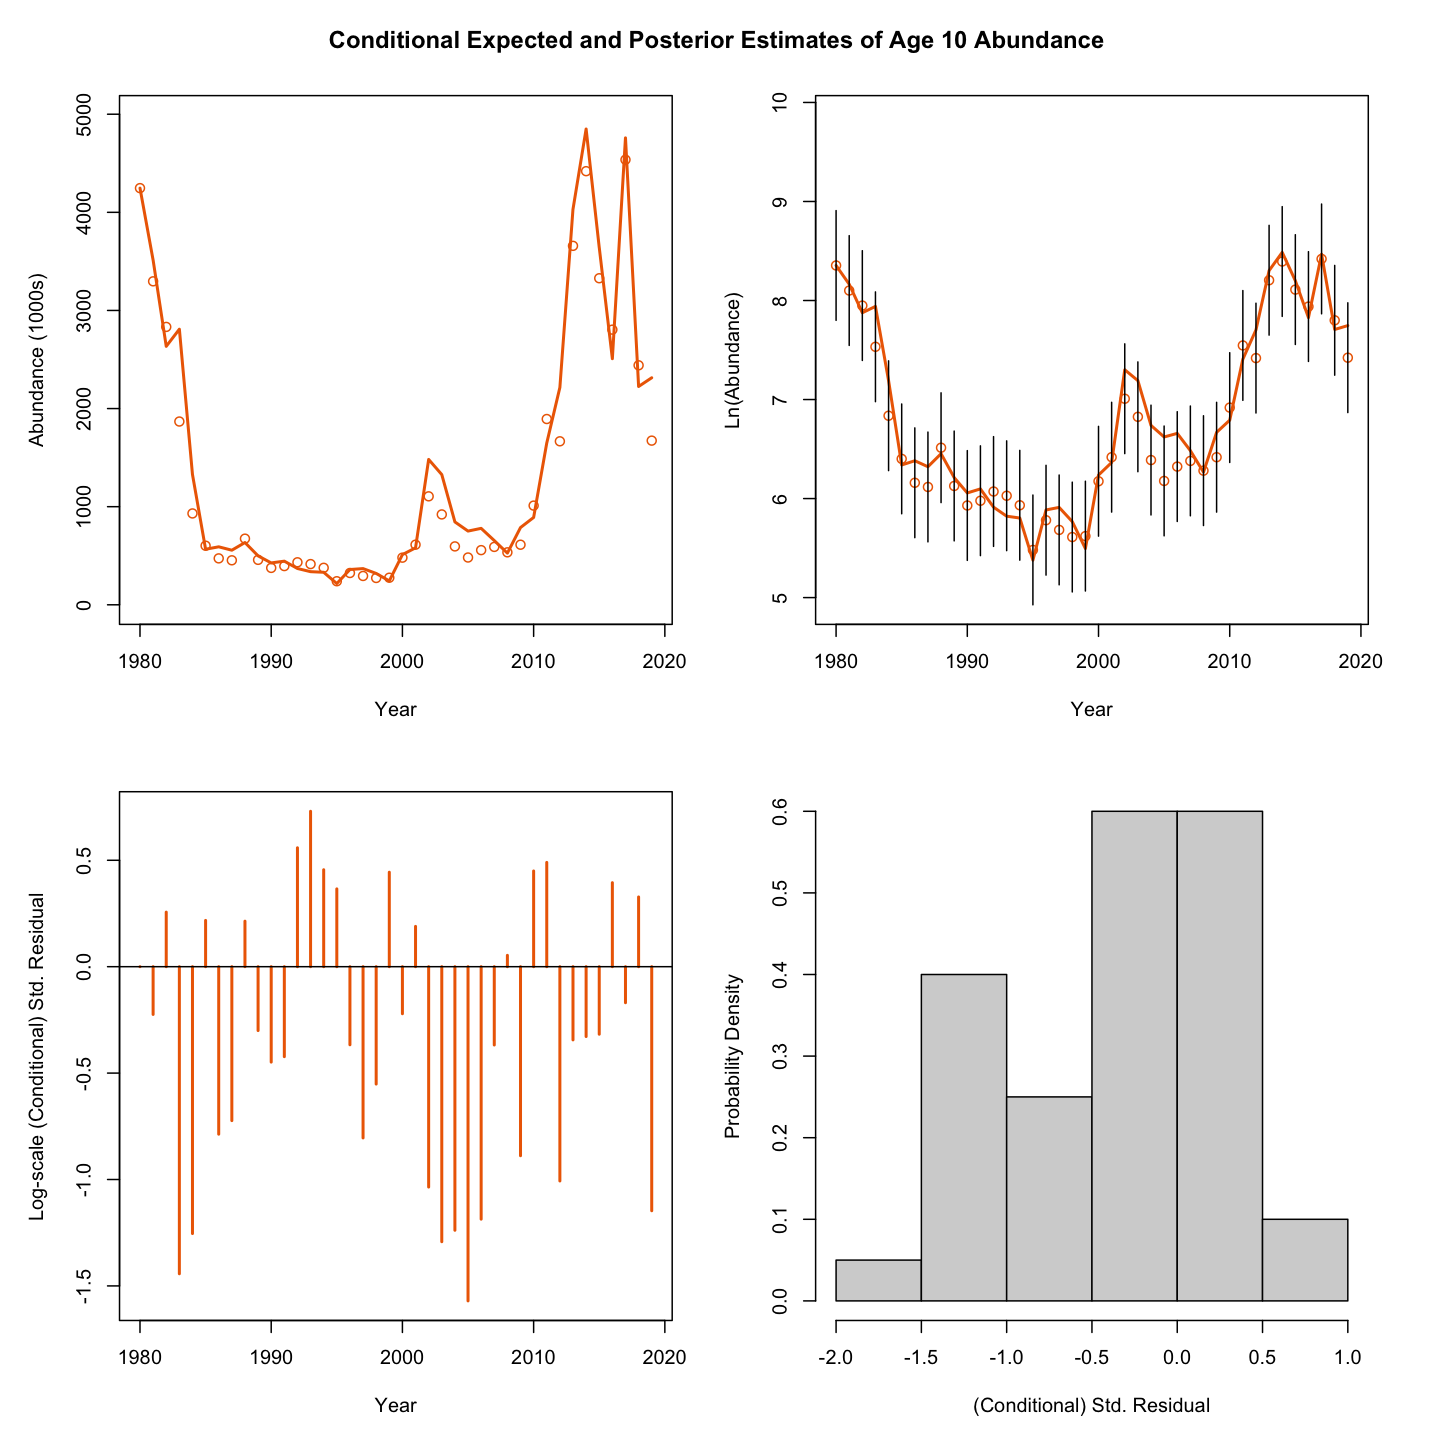 Conditional Expected and Posterior Estimates of Age 10 Abundance
Abundance (1000s)
5000
4000
3000
2000
1000
0
1980 1990 2000 2010 2020
Year
Ln(Abundance)
10
9
8
7
6
5
1980 1990 2000 2010 2020
Year
Log-scale (Conditional) Std. Residual
0.5
0.0
-0.5
-1.0
-1.5
1980 1990 2000 2010 2020
Year
Probability Density
0.6
0.5
0.4
0.3
0.2
0.1
0.0
-2.0 -1.5 -1.0 -0.5 0.0 0.5 1.0
(Conditional) Std. Residual